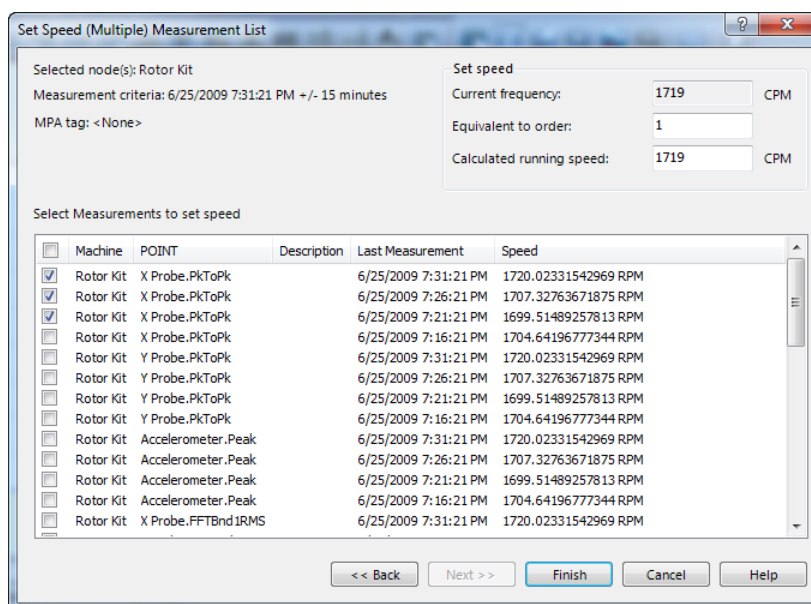 Set Speed (Multiple) Measurement List
?
Selected node(s): Rotor Kit
Measurement criteria: 6/25/2009 7:31:21 PM +/- 15 minutes
MPA tag: <None>
Set speed
Current frequency: 1719 CPM
Equivalent to order: 1
Calculated running speed: 1719 CPM
Select Measurements to set speed
Machine POINT Description Last Measurement Speed
Rotor Kit X Probe.PkToPk 6/25/2009 7:31:21 PM 1720.02331542969 RPM
Rotor Kit X Probe.PkToPk 6/25/2009 7:26:21 PM 1707.32763671875 RPM
Rotor Kit X Probe.PkToPk 6/25/2009 7:21:21 PM 1699.51489257813 RPM
Rotor Kit X Probe.PkToPk 6/25/2009 7:16:21 PM 1704.64196777344 RPM
Rotor Kit Y Probe.PkToPk 6/25/2009 7:31:21 PM 1720.02331542969 RPM
Rotor Kit Y Probe.PkToPk 6/25/2009 7:26:21 PM 1707.32763671875 RPM
Rotor Kit Y Probe.PkToPk 6/25/2009 7:21:21 PM 1699.51489257813 RPM
Rotor Kit Y Probe.PkToPk 6/25/2009 7:16:21 PM 1704.64196777344 RPM
Rotor Kit Accelerometer.Peak 6/25/2009 7:31:21 PM 1720.02331542969 RPM
Rotor Kit Accelerometer.Peak 6/25/2009 7:26:21 PM 1707.32763671875 RPM
Rotor Kit Accelerometer.Peak 6/25/2009 7:21:21 PM 1699.51489257813 RPM
Rotor Kit Accelerometer.Peak 6/25/2009 7:16:21 PM 1704.64196777344 RPM
Rotor Kit X Probe.FFTBnd1RMS 6/25/2009 7:31:21 PM 1720.02331542969 RPM
<< Back Next >> Finish Cancel Help